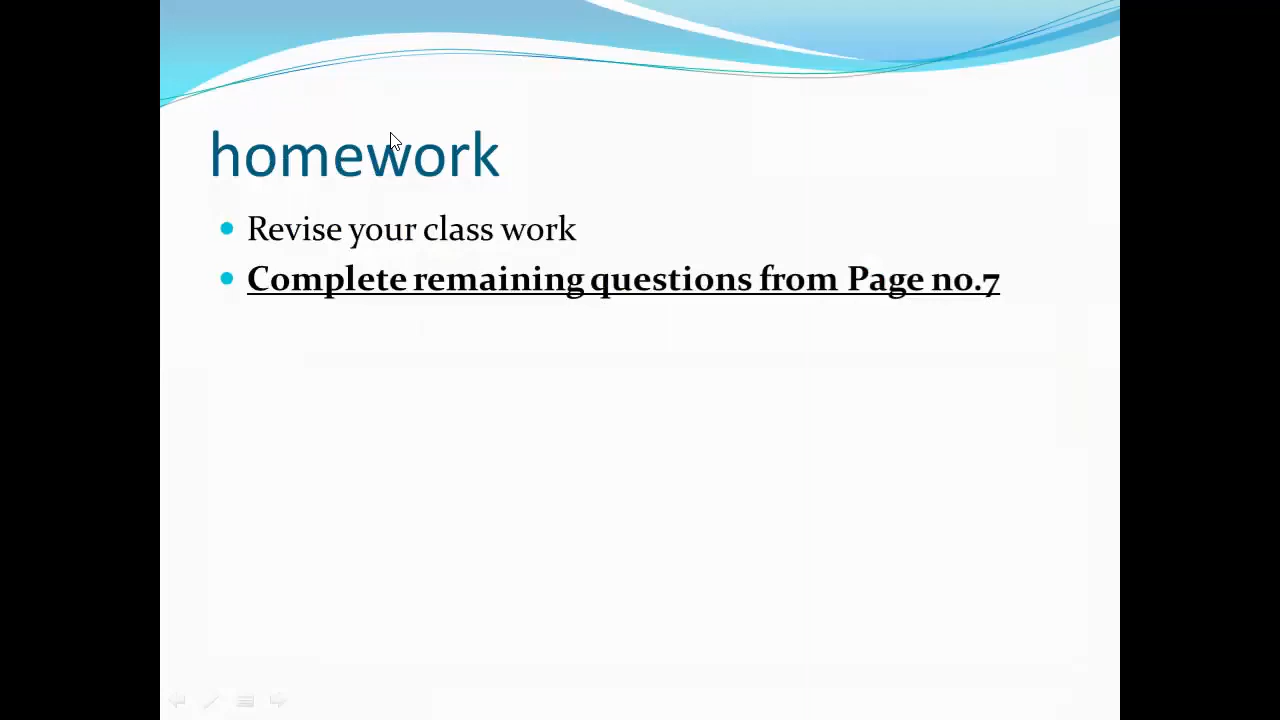 homework
Revise your class work
Complete remaining questions from Page no.7